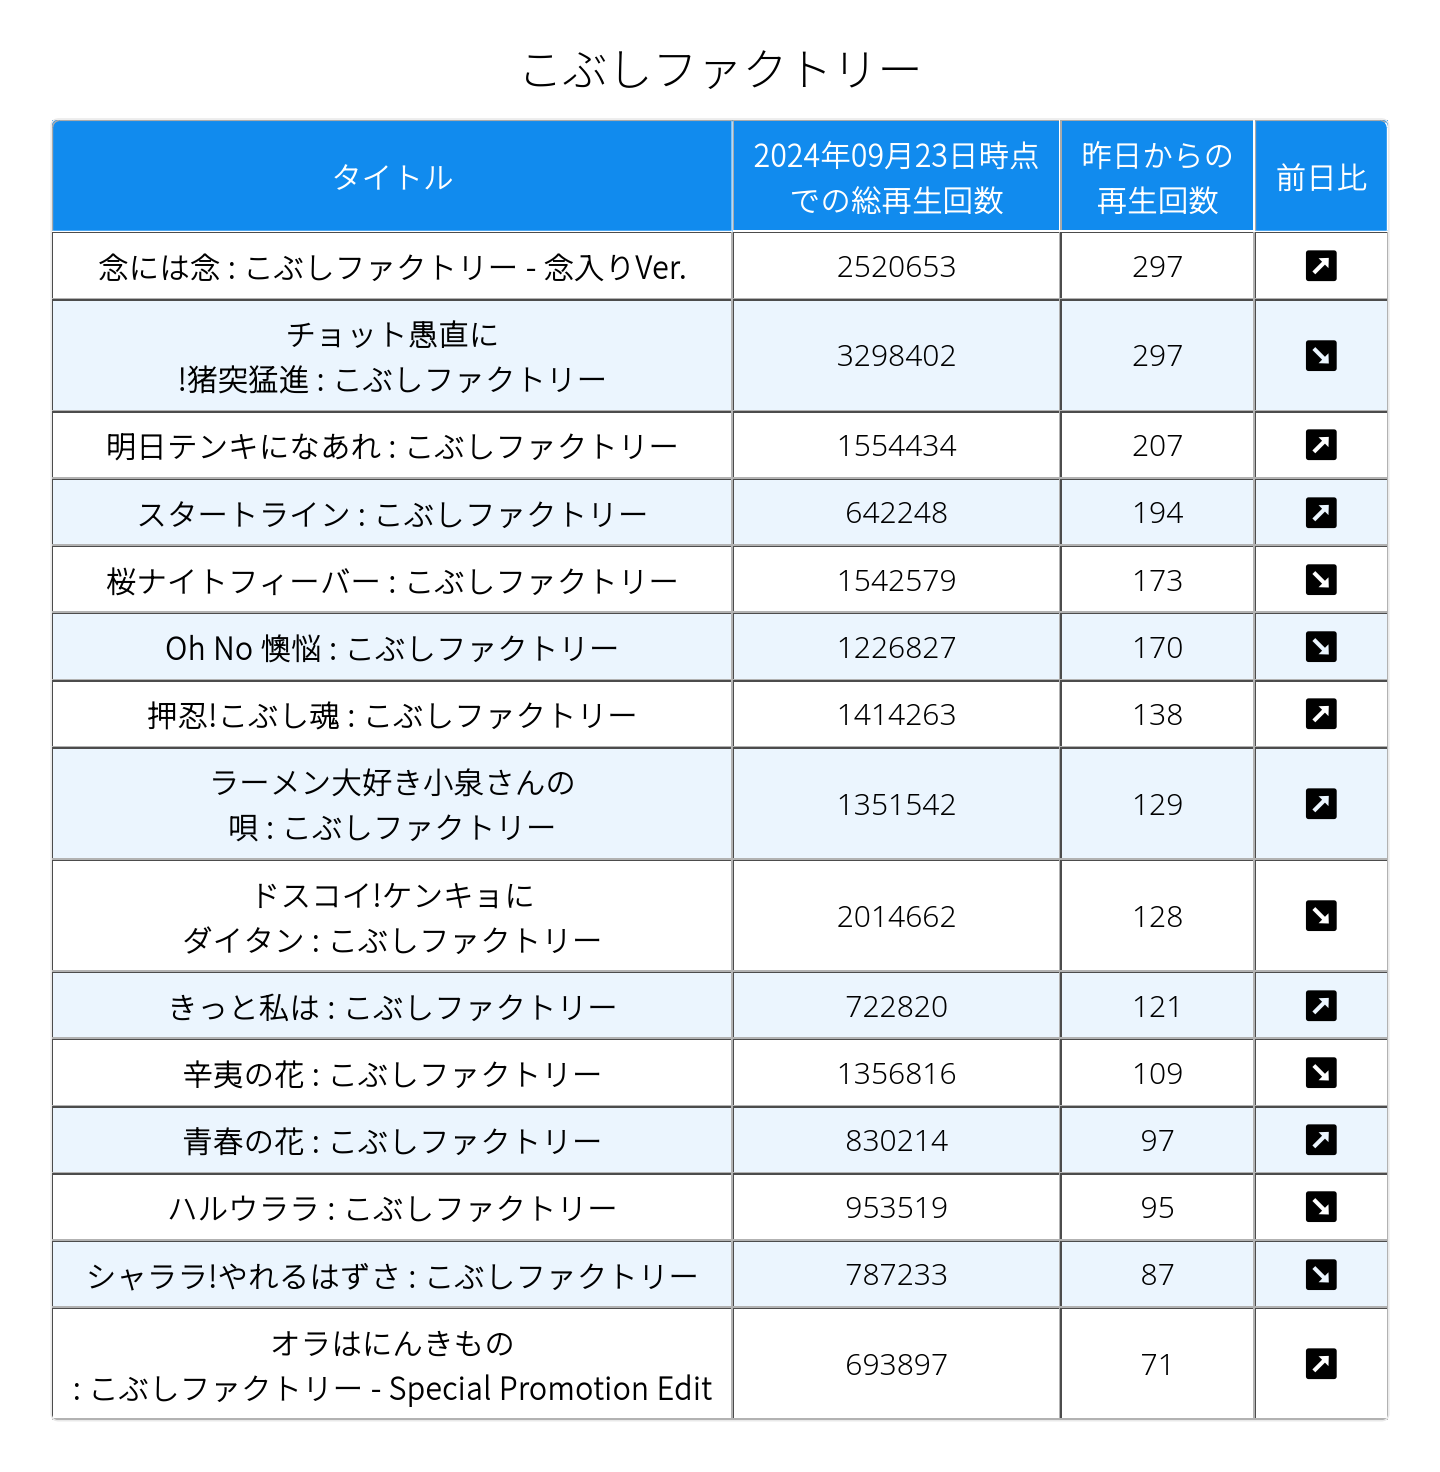 こぶしファクトリー
タイトル
2024年09月23日時点
での総再生回数
昨日からの
再生回数
前日比
念には念 : こぶしファクトリー - 念入りVer.
2520653
297
↗
チョット愚直に
!猪突猛進 : こぶしファクトリー
3298402
297
↘
明日テンキになあれ : こぶしファクトリー
1554434
207
↗
スタートライン : こぶしファクトリー
642248
194
↗
桜ナイトフィーバー : こぶしファクトリー
1542579
173
↘
Oh No 懊悩 : こぶしファクトリー
1226827
170
↘
押忍!こぶし魂 : こぶしファクトリー
1414263
138
↗
ラーメン大好き小泉さんの
唄 : こぶしファクトリー
1351542
129
↗
ドスコイ!ケンキョに
ダイタン : こぶしファクトリー
2014662
128
↘
きっと私は : こぶしファクトリー
722820
121
↗
辛夷の花 : こぶしファクトリー
1356816
109
↘
青春の花 : こぶしファクトリー
830214
97
↗
ハルウララ : こぶしファクトリー
953519
95
↘
シャララ!やれるはずさ : こぶしファクトリー
787233
87
↘
オラはにんきもの
: こぶしファクトリー - Special Promotion Edit
693897
71
↗